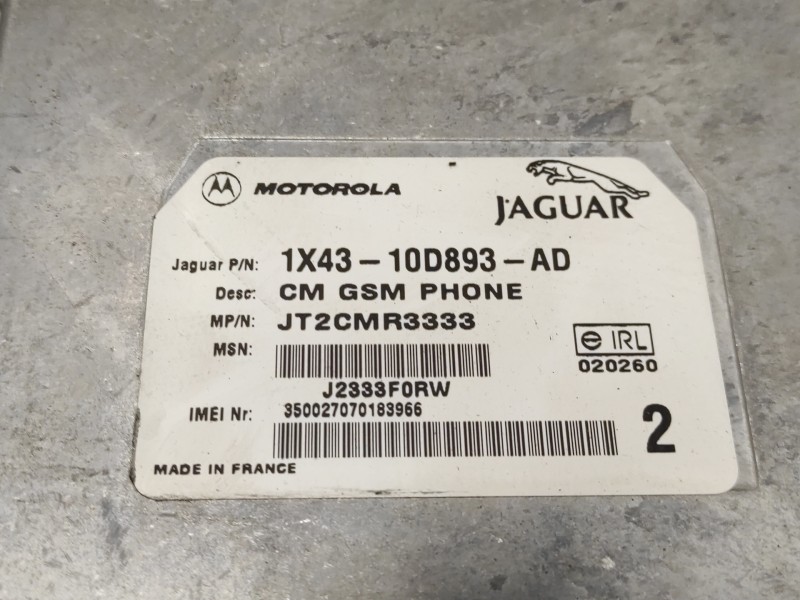 MOTOROLA
JAGUAR
Jaguar P/N: 1X43-10D893-AD
Desc: CM GSM PHONE
MP/N: JT2CMR3333
MSN:
e IRL
020260
J2333F0RW
IMEI Nr: 350027070183966
2
MADE IN FRANCE